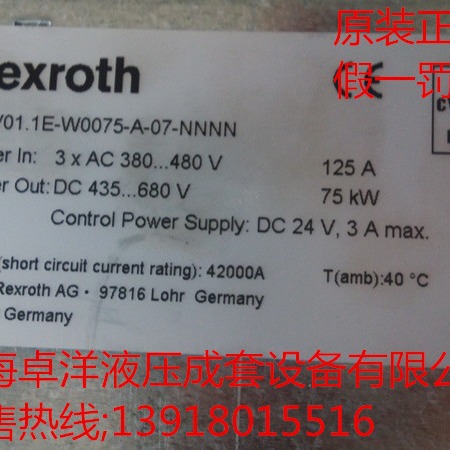 原装正
exroth
假一罚
V01.1E-W0075-A-07-NNNN
er In: 3 x AC 380...480 V 125 A
er Out: DC 435...680 V 75 kW
Control Power Supply: DC 24 V, 3 A max.
(short circuit current rating): 42000A T(amb):40 °C
Rexroth AG • 97816 Lohr Germany
Germany
海卓洋液压成套设备有限公
售热线;13918015516